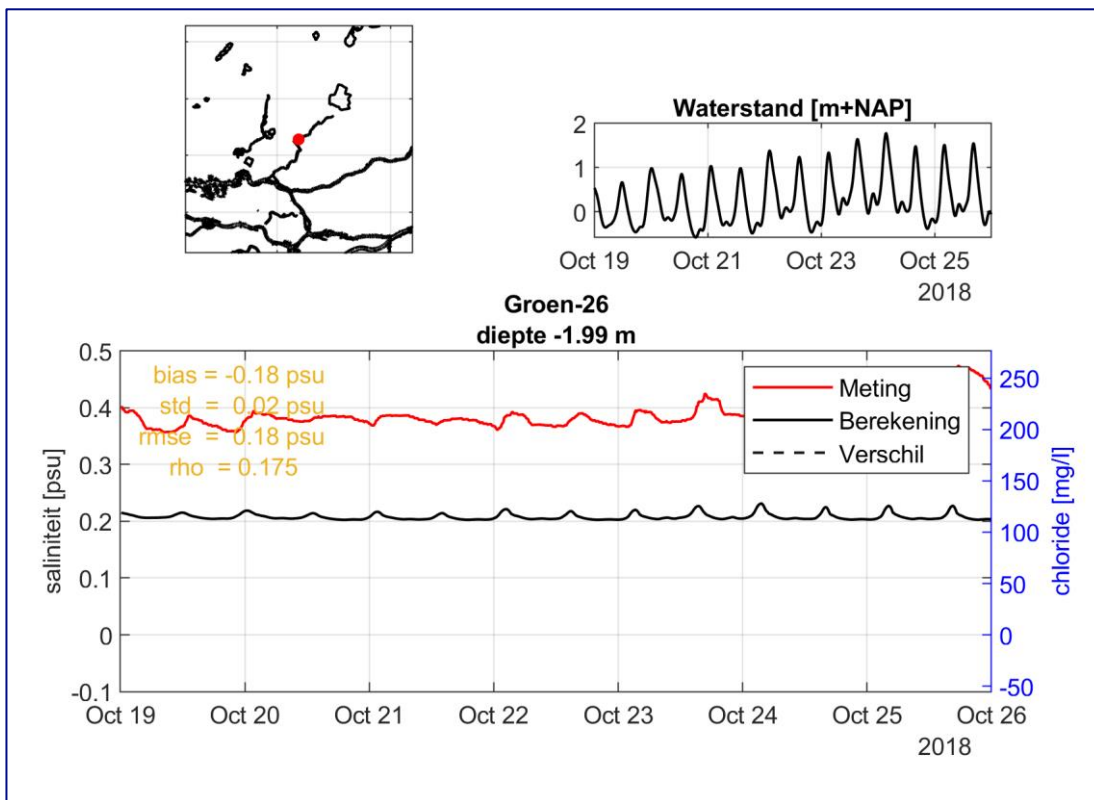 Waterstand [m+NAP]
2
1
0
Oct 19
Oct 21
Oct 23
Oct 25
2018
Groen-26
diepte -1.99 m
bias = -0.18 psu
std = 0.02 psu
rmse = 0.18 psu
rho = 0.175
Meting
Berekening
Verschil
saliniteit [psu]
0.5
0.4
0.3
0.2
0.1
0
-0.1
chloride [mg/l]
250
200
150
100
50
0
-50
Oct 19
Oct 20
Oct 21
Oct 22
Oct 23
Oct 24
Oct 25
Oct 26
2018